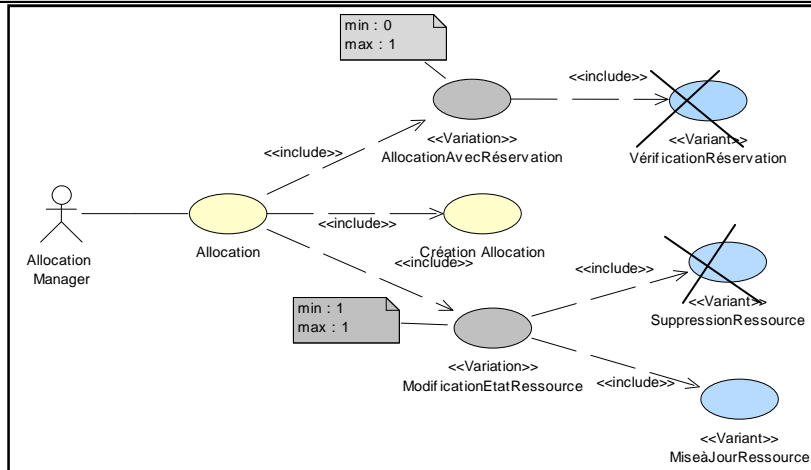 min : 0
max : 1
<<include>>
<<Variation>>
AllocationAvecRéservation
<<Variant>>
VérificationRéservation
<<include>>
Allocation
Manager
Allocation
<<include>>
Création Allocation
<<include>>
min : 1
max : 1
<<Variation>>
ModificationEtatRessource
<<include>>
<<Variant>>
SuppressionRessource
<<include>>
<<Variant>>
MiseàJourRessource